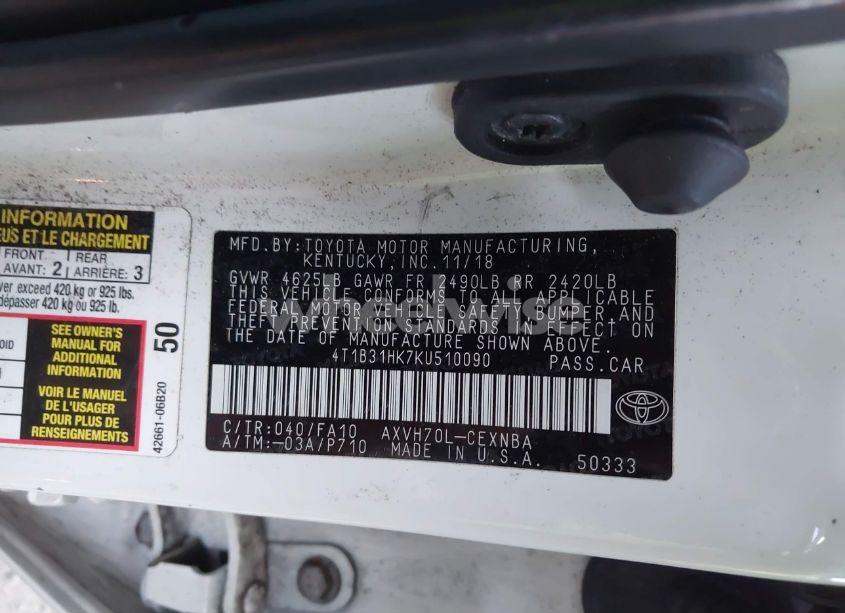 INFORMATION
EUS ET LE CHARGEMENT
FRONT
AVANT: 2
REAR
ARRIÈRE: 3
ver exceed 420 kg or 925 lbs.
dépasser 420 kg ou 925 lb.
SEE OWNER'S
MANUAL FOR
ADDITIONAL
INFORMATION
VOIR LE MANUEL
DE L'USAGER
POUR PLUS DE
RENSEIGNEMENTS
50
42661-06B20
MFD.BY:TOYOTA MOTOR MANUFACTURING,
KENTUCKY,INC.11/18
GVWR 4625LB GAWR FR 2490LB RR 2420LB
THIS VEHICLE CONFORMS TO ALL APPLICABLE
FEDERAL MOTOR VEHICLE SAFETY,BUMPER,AND
THEFT PREVENTION STANDARDS IN EFFECT ON
THE DATE OF MANUFACTURE SHOWN ABOVE.
4T1B31HK7KU510090 PASS.CAR
C/TR:040/FA10 AXVH70L-CEXNBA
A/TM:-03A/P710 MADE IN U.S.A. 50333
wheelwise